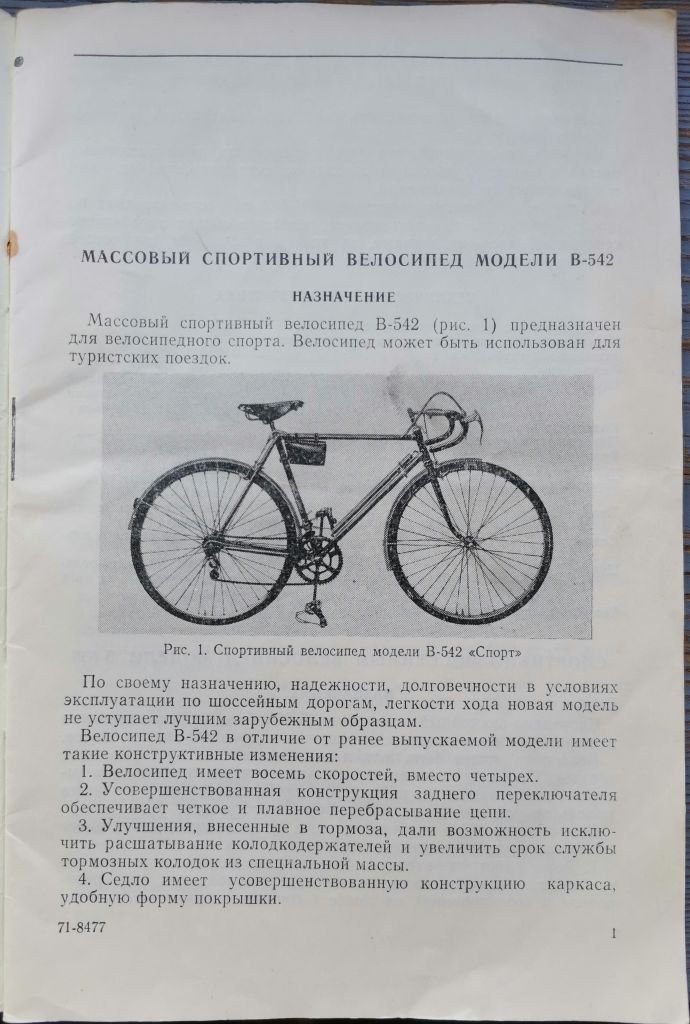 МАССОВЫЙ СПОРТИВНЫЙ ВЕЛОСИПЕД МОДЕЛИ В-542
НАЗНАЧЕНИЕ
Массовый спортивный велосипед В-542 (рис. 1) предназначен
для велосипедного спорта. Велосипед может быть использован для
туристских поездок.
Рис. 1. Спортивный велосипед модели В-542 «Спорт»
По своему назначению, надежности, долговечности в условиях
эксплуатации по шоссейным дорогам, легкости хода новая модель
не уступает лучшим зарубежным образцам.
Велосипед В-542 в отличие от ранее выпускаемой модели имеет
такие конструктивные изменения:
1. Велосипед имеет восемь скоростей, вместо четырех.
2. Усовершенствованная конструкция заднего переключателя
обеспечивает четкое и плавное перебрасывание цепи.
3. Улучшения, внесенные в тормоза, дали возможность исклю-
чить расшатывание колодкодержателей и увеличить срок службы
тормозных колодок из специальной массы.
4. Седло имеет усовершенствованную конструкцию каркаса,
удобную форму покрышки.
71-8477
1